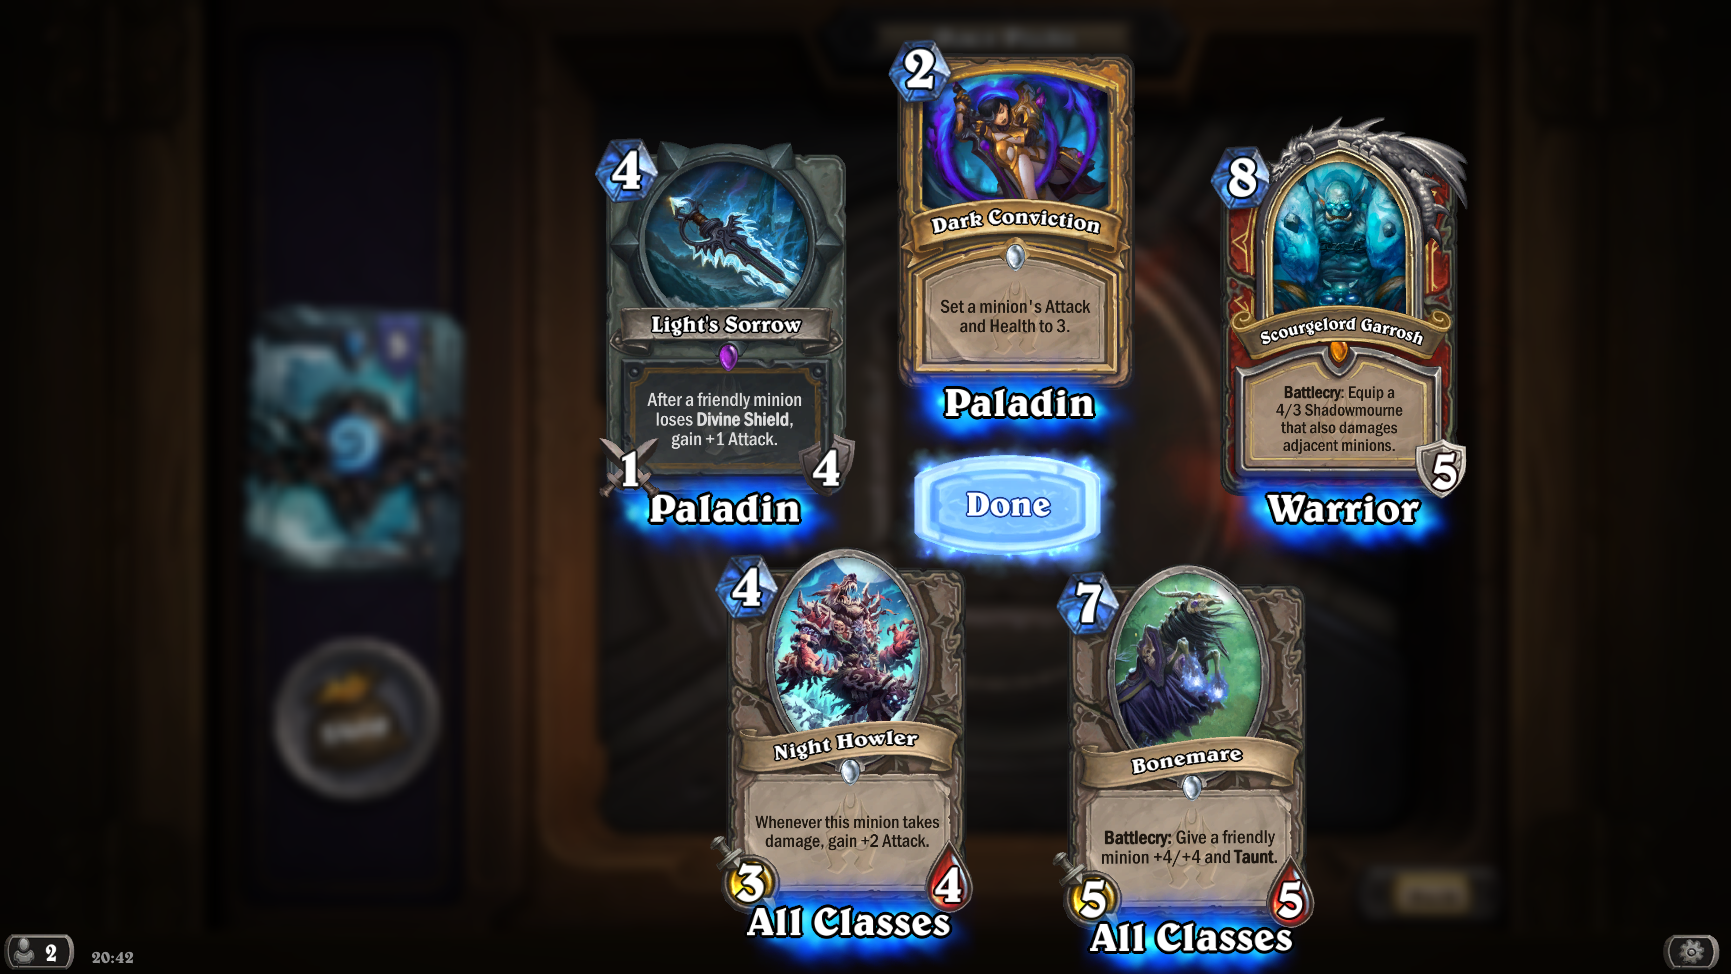 2
Dark Conviction
Set a minion's Attack
and Health to 3.
Paladin
4
Light's Sorrow
After a friendly minion
loses Divine Shield,
gain +1 Attack.
1
4
Paladin
8
Scourgelord Garrosh
Battlecry: Equip a
4/3 Shadowmourne
that also damages
adjacent minions.
5
Warrior
Done
4
Night Howler
Whenever this minion takes
damage, gain +2 Attack.
3
4
All Classes
7
Bonemare
Battlecry: Give a friendly
minion +4/+4 and Taunt.
5
5
All Classes
2
20:42